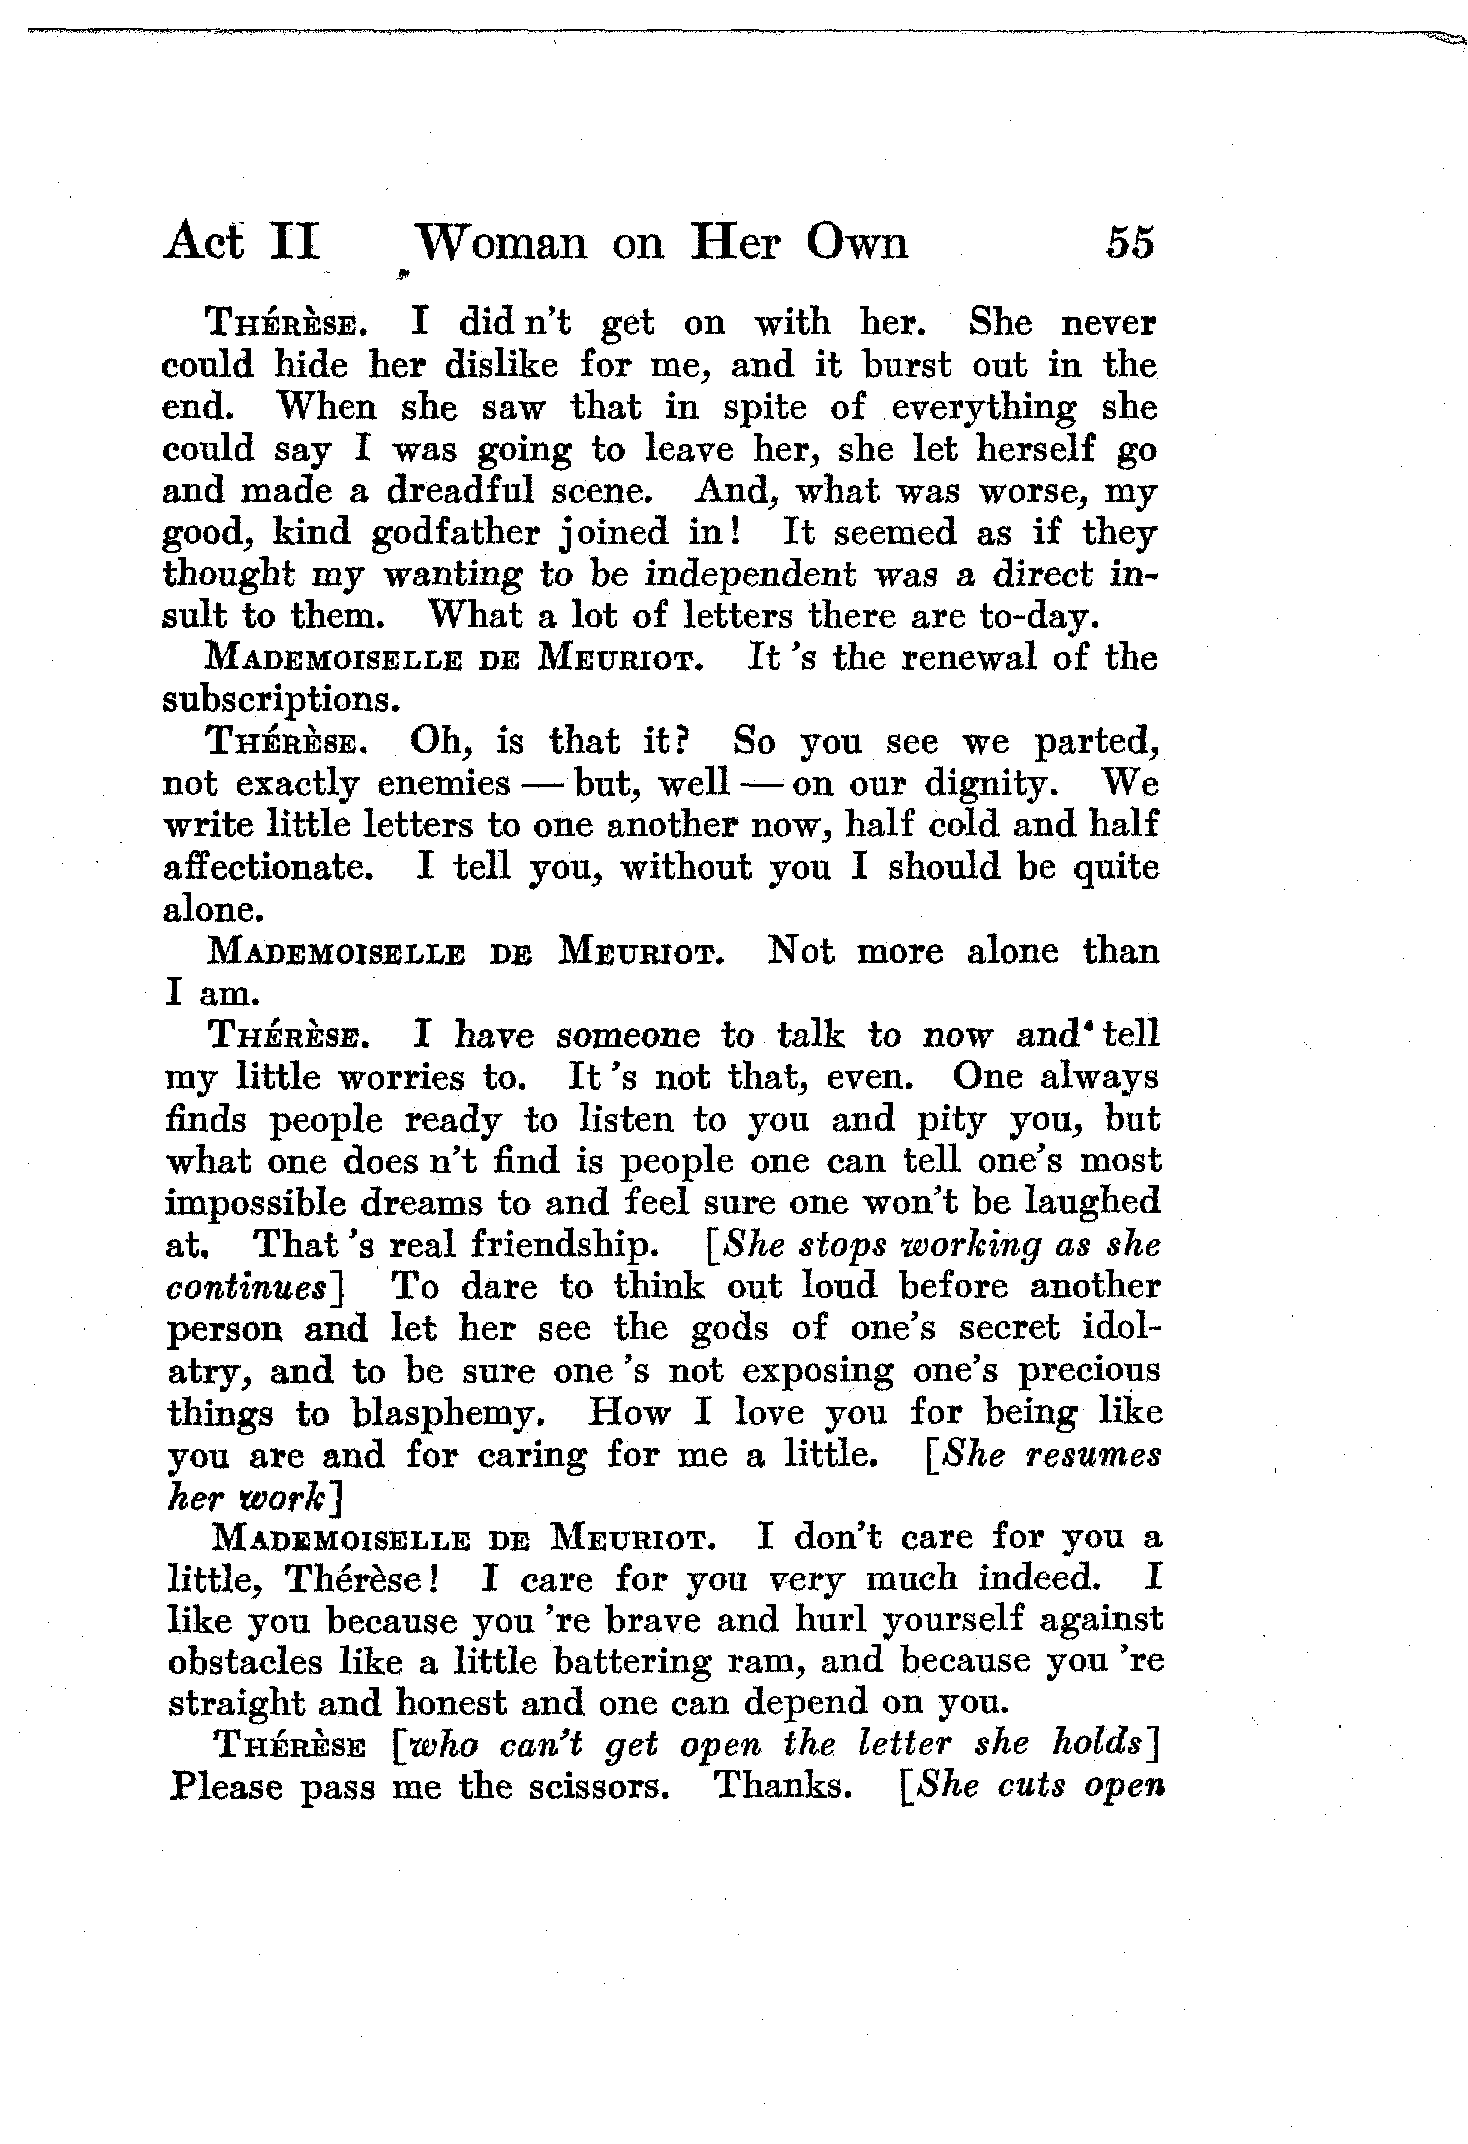 Act II Woman on Her Own 55
THÉRÈSE. I did n't get on with her. She never
could hide her dislike for me, and it burst out in the
end. When she saw that in spite of everything she
could say I was going to leave her, she let herself go
and made a dreadful scene. And, what was worse, my
good, kind godfather joined in! It seemed as if they
thought my wanting to be independent was a direct in-
sult to them. What a lot of letters there are to-day.
MADEMOISELLE DE MEURIOT. It 's the renewal of the
subscriptions.
THÉRÈSE. Oh, is that it? So you see we parted,
not exactly enemies — but, well — on our dignity. We
write little letters to one another now, half cold and half
affectionate. I tell you, without you I should be quite
alone.
MADEMOISELLE DE MEURIOT. Not more alone than
I am.
THÉRÈSE. I have someone to talk to now and tell
my little worries to. It 's not that, even. One always
finds people ready to listen to you and pity you, but
what one does n't find is people one can tell one's most
impossible dreams to and feel sure one won't be laughed
at. That 's real friendship. [She stops working as she
continues] To dare to think out loud before another
person and let her see the gods of one's secret idol-
atry, and to be sure one 's not exposing one's precious
things to blasphemy. How I love you for being like
you are and for caring for me a little. [She resumes
her work]
MADEMOISELLE DE MEURIOT. I don't care for you a
little, Thérèse! I care for you very much indeed. I
like you because you 're brave and hurl yourself against
obstacles like a little battering ram, and because you 're
straight and honest and one can depend on you.
THÉRÈSE [who can't get open the letter she holds]
Please pass me the scissors. Thanks. [She cuts open